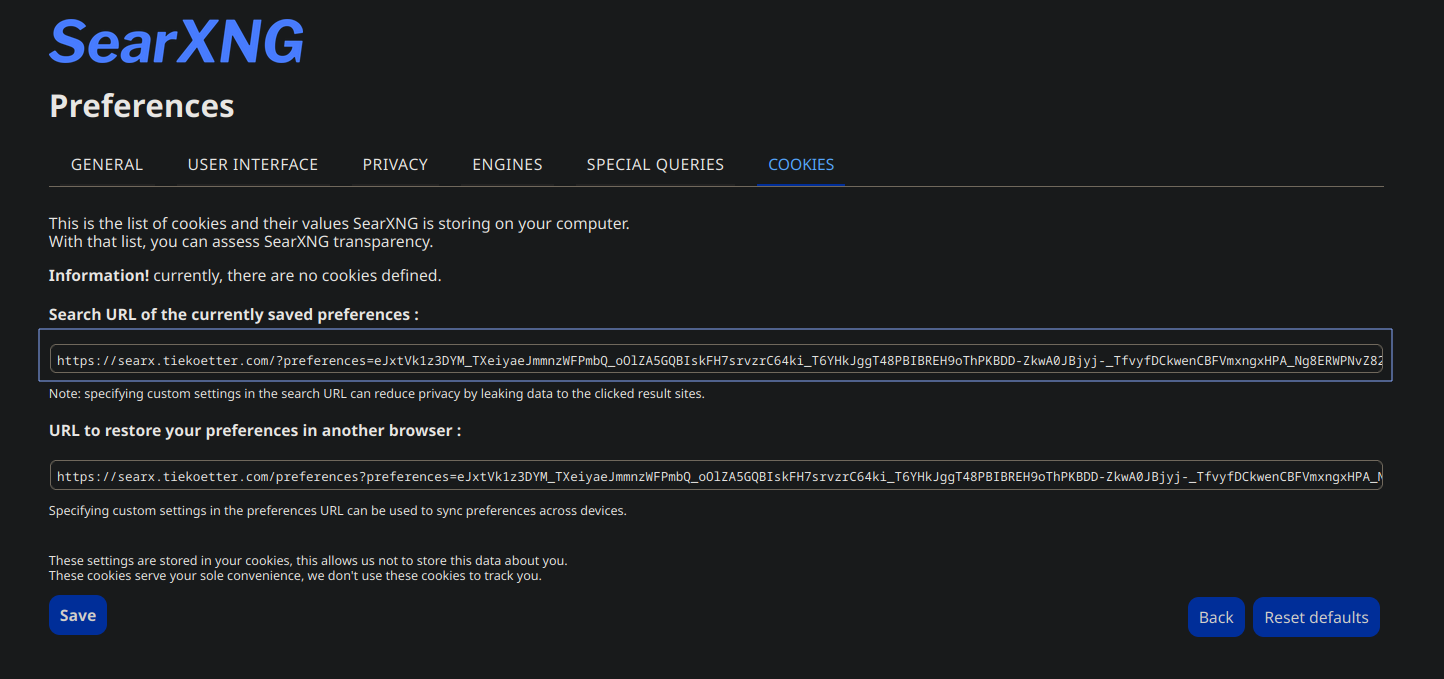 SearXNG
Preferences
GENERAL USER INTERFACE PRIVACY ENGINES SPECIAL QUERIES COOKIES
This is the list of cookies and their values SearXNG is storing on your computer.
With that list, you can assess SearXNG transparency.
Information! currently, there are no cookies defined.
Search URL of the currently saved preferences :
https://searx.tiekoetter.com/?preferences=eJxtVk1z3DYM_TXeiyaeJmmnzWFPmbQ_oOlZA5GQBIskFH7srvzrC64ki_T6YHkJggT48PBIBREH9oThPKBDD-ZkwA0JBjyj-_TfvyfDCkwenCBFVmxngxHPA_Ng8ERWPNvZ82
Note: specifying custom settings in the search URL can reduce privacy by leaking data to the clicked result sites.
URL to restore your preferences in another browser :
https://searx.tiekoetter.com/preferences?preferences=eJxtVk1z3DYM_TXeiyaeJmmnzWFPmbQ_oOlZA5GQBIskFH7srvzrC64ki_T6YHkJggT48PBIBREH9oThPKBDD-ZkwA0JBjyj-_TfvyfDCkwenCBFVmxngxHPA_N
Specifying custom settings in the preferences URL can be used to sync preferences across devices.
These settings are stored in your cookies, this allows us not to store this data about you.
These cookies serve your sole convenience, we don't use these cookies to track you.
Save Back Reset defaults